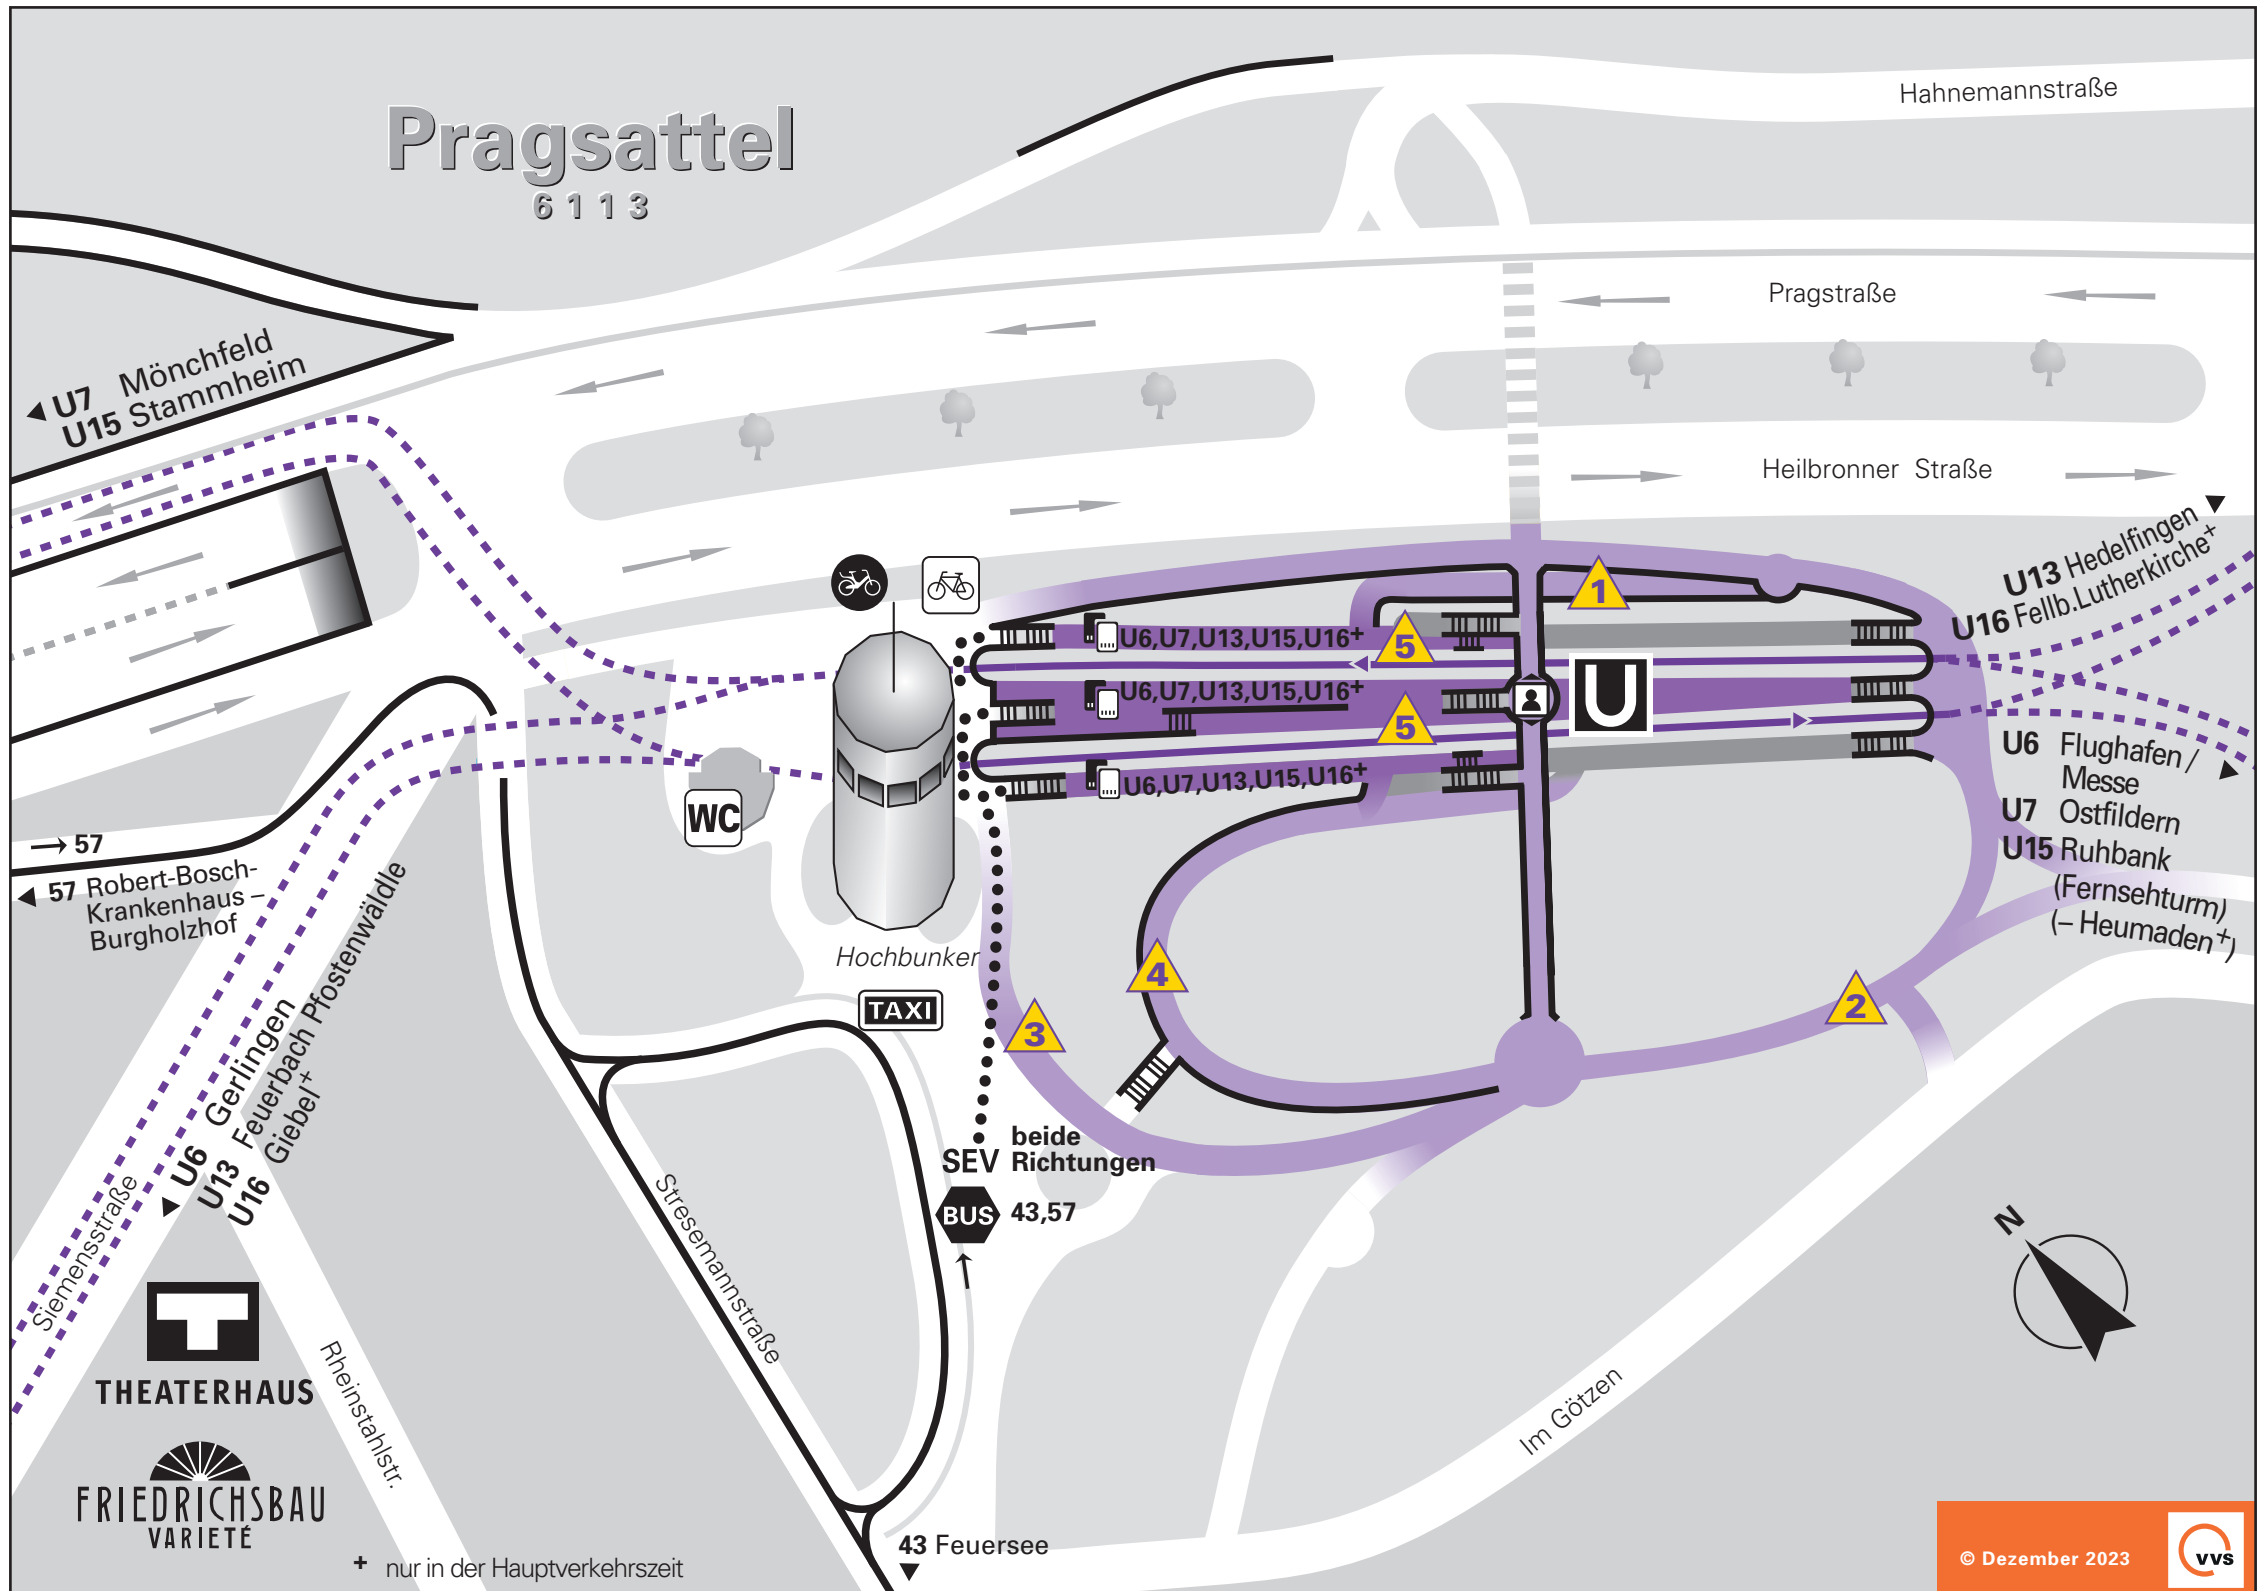 Pragsattel
6113
Hahnemannstraße
Pragstraße
Heilbronner Straße
U7 Mönchfeld
U15 Stammheim
U13 Hedelfingen
U16 Fellb.Lutherkirche+
1
U6,U7,U13,U15,U16+
5
U6,U7,U13,U15,U16+
5
U6,U7,U13,U15,U16+
U
U6 Flughafen /
Messe
U7 Ostfildern
U15 Ruhbank
(Fernsehturm)
(– Heumaden+)
WC
57
57 Robert-Bosch-
Krankenhaus –
Burgholzhof
Hochbunker
TAXI
3
4
2
U6 Gerlingen
U13 Feuerbach Pfostenwäldle
U16 Giebel+
SEV beide
Richtungen
BUS 43,57
Siemensstraße
Stresemannstraße
Rheinstahlstr.
Im Götzen
N
T
THEATERHAUS
FRIEDRICHSBAU
VARIETÉ
+ nur in der Hauptverkehrszeit
43 Feuersee
© Dezember 2023
VVS